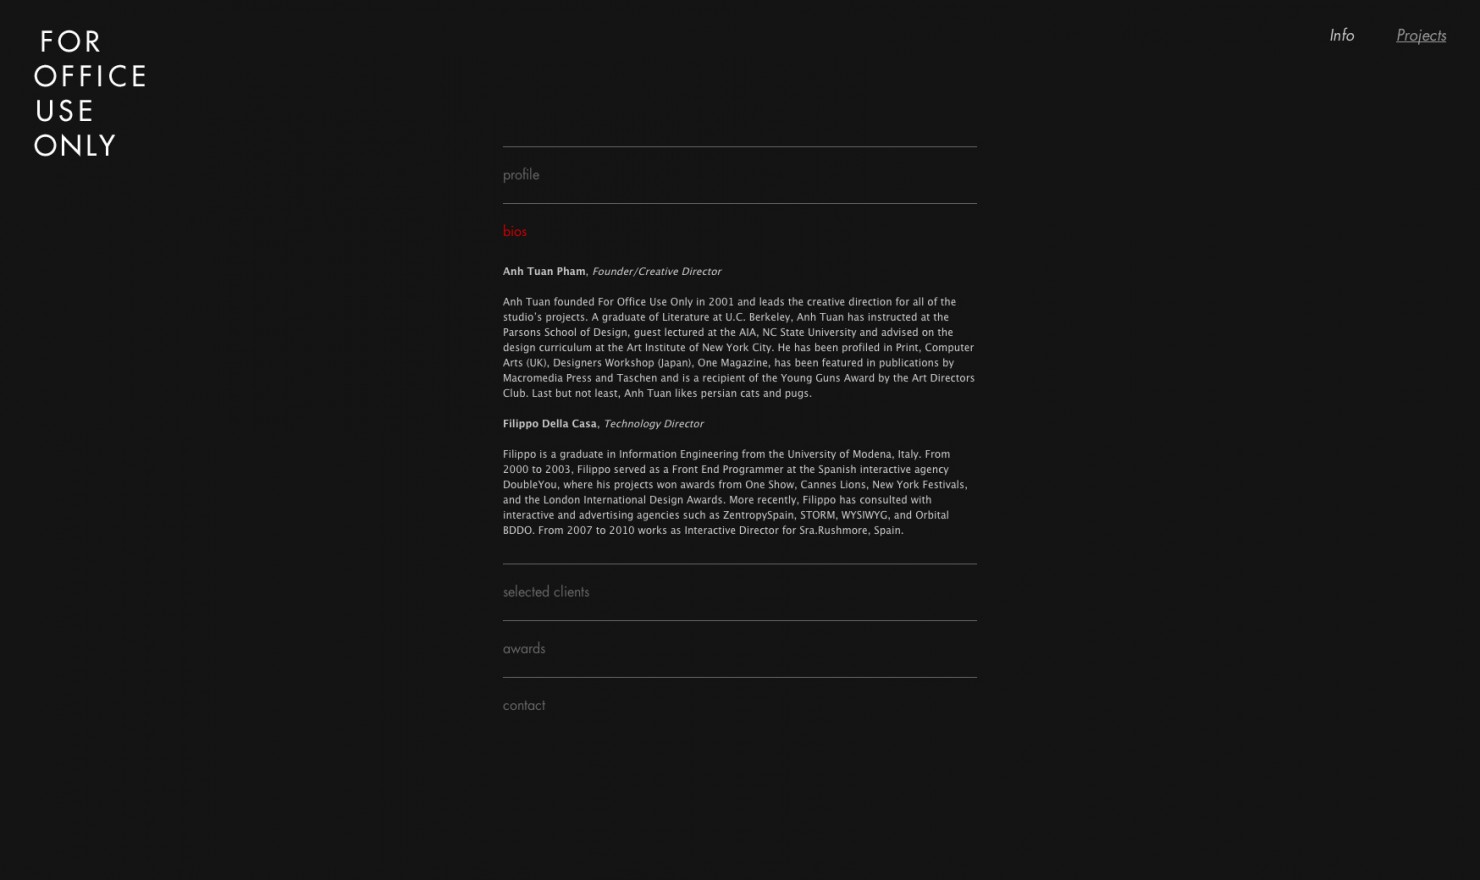 FOR
OFFICE
USE
ONLY
Info
Projects
profile
bios
Anh Tuan Pham, Founder/Creative Director
Anh Tuan founded For Office Use Only in 2001 and leads the creative direction for all of the
studio's projects. A graduate of Literature at U.C. Berkeley, Anh Tuan has instructed at the
Parsons School of Design, guest lectured at the AIA, NC State University and advised on the
design curriculum at the Art Institute of New York City. He has been profiled in Print, Computer
Arts (UK), Designers Workshop (Japan), One Magazine, has been featured in publications by
Macromedia Press and Taschen and is a recipient of the Young Guns Award by the Art Directors
Club. Last but not least, Anh Tuan likes persian cats and pugs.
Filippo Della Casa, Technology Director
Filippo is a graduate in Information Engineering from the University of Modena, Italy. From
2000 to 2003, Filippo served as a Front End Programmer at the Spanish interactive agency
DoubleYou, where his projects won awards from One Show, Cannes Lions, New York Festivals,
and the London International Design Awards. More recently, Filippo has consulted with
interactive and advertising agencies such as ZentropySpain, STORM, WYSIWYG, and Orbital
BDDO. From 2007 to 2010 works as Interactive Director for Sra.Rushmore, Spain.
selected clients
awards
contact